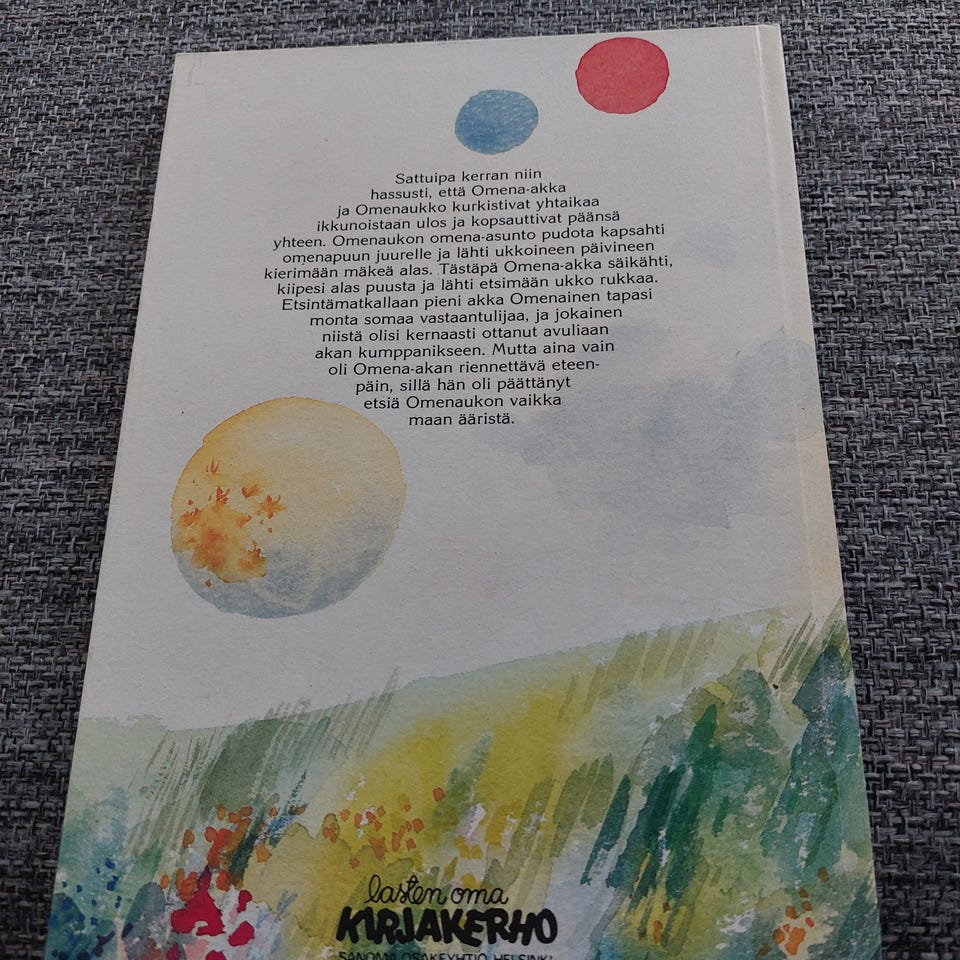 Sattuipa kerran niin
hassusti, että Omena-akka
ja Omenaukko kurkistivat yhtaikaa
ikkunoistaan ulos ja kopsauttivat päänsä
yhteen. Omenaukon omena-asunto pudota kapsahti
omenapuun juurelle ja lähti ukkoineen päivineen
kierimään mäkeä alas. Tästäpä Omena-akka säikähti,
kiipesi alas puusta ja lähti etsimään ukko rukkaa.
Etsintämatkallaan pieni akka Omenainen tapasi
monta somaa vastaantulijaa, ja jokainen
niistä olisi kernaasti ottanut avuliaan
akan kumppanikseen. Mutta aina vain
oli Omena-akan riennettävä eteen-
päin, sillä hän oli päättänyt
etsiä Omenaukon vaikka
maan ääristä.
lasten oma
KIRJAKERHO
SANOMA OSAKEYHTIÖ HELSINKI